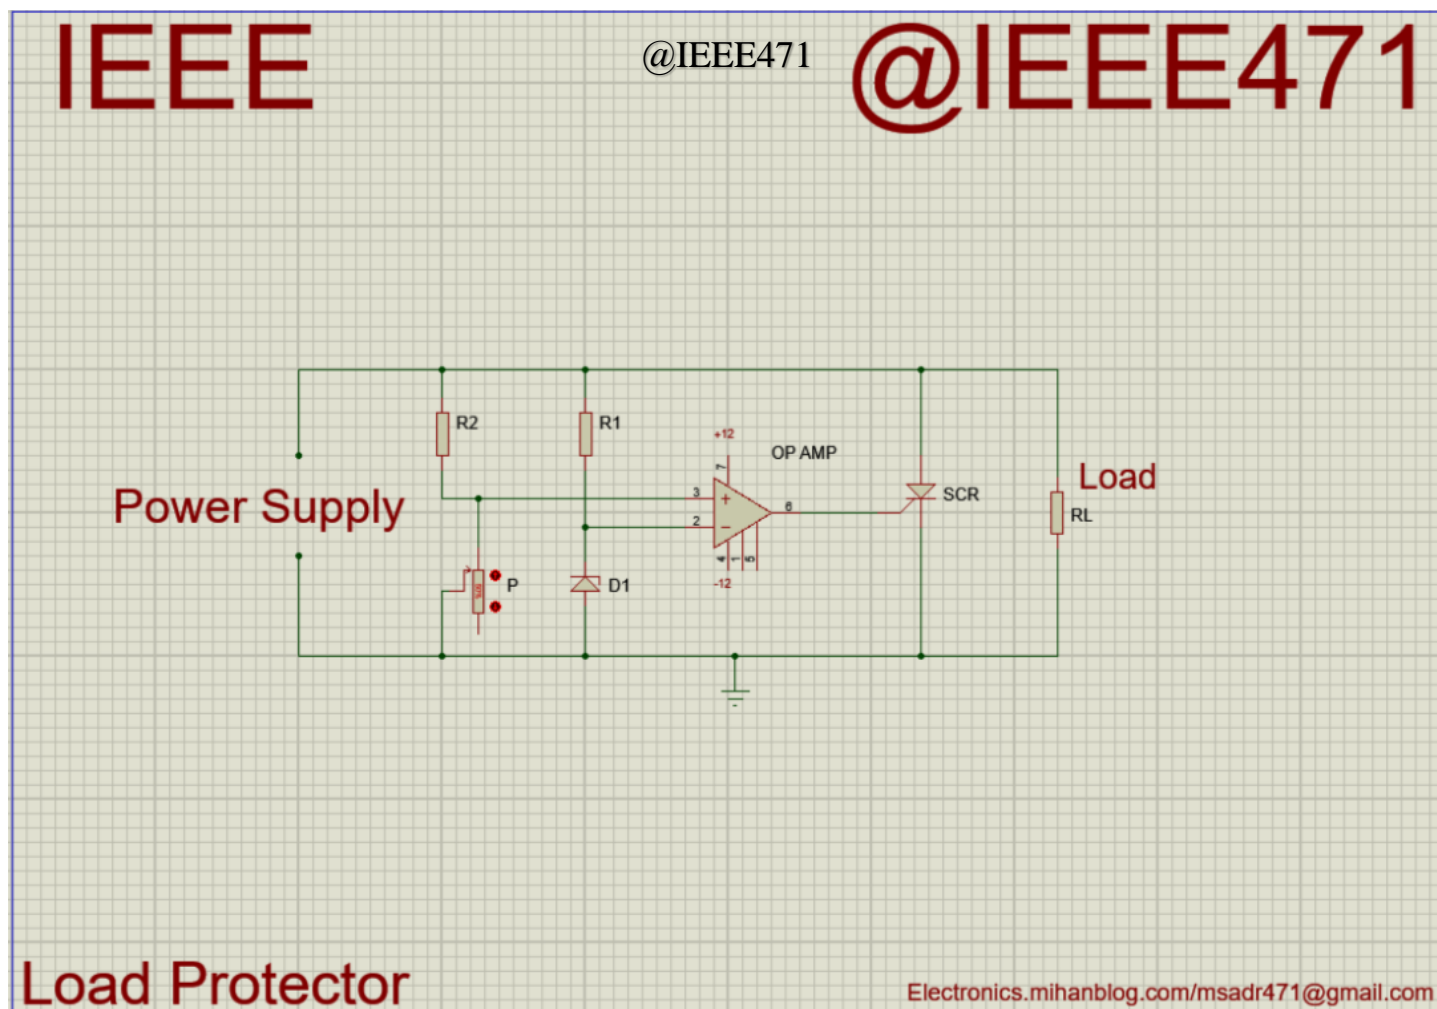 IEEE
@IEEE471
@IEEE471
R2
R1
+12
7
OP AMP
3
+
6
2
−
4
1
5
-12
SCR
Load
RL
Power Supply
50%
P
D1
-
Load Protector
Electronics.mihanblog.com/msadr471@gmail.com